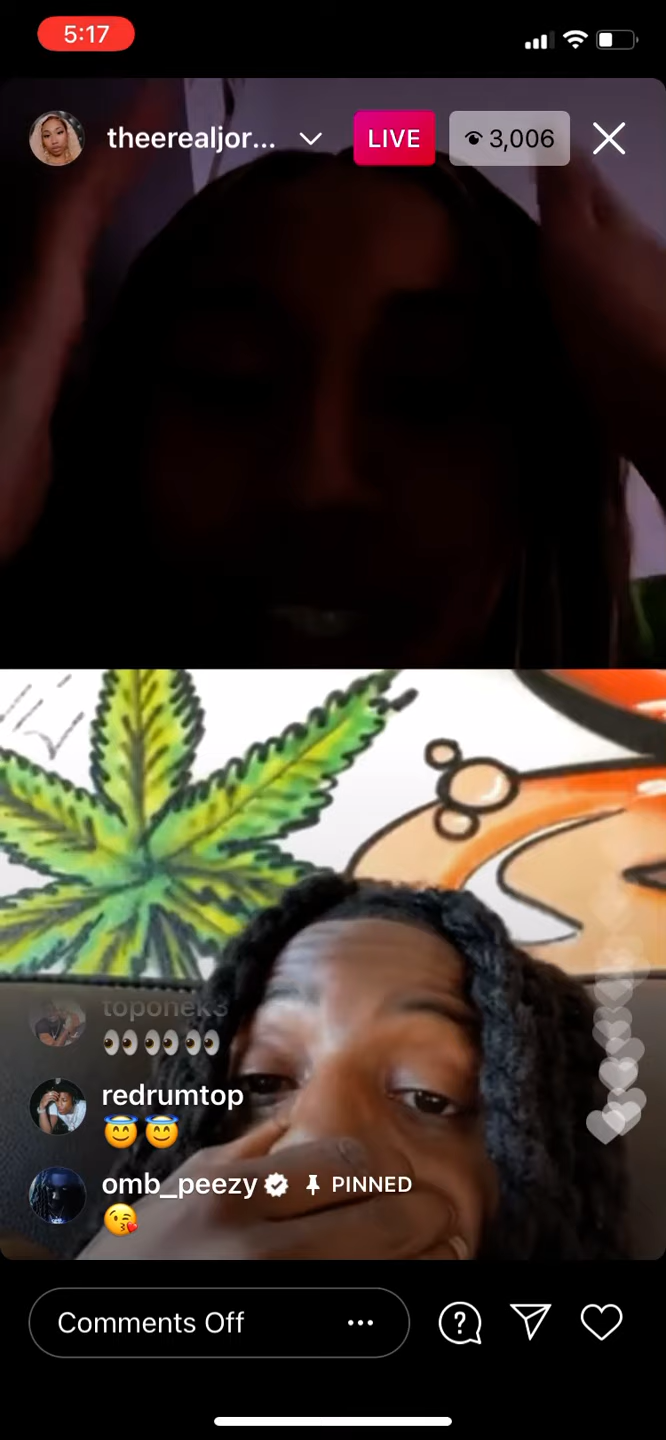 5:17
theerealjor...
LIVE
3,006
toponek3
👀 👀 👀
redrumtop
😇 😇
omb_peezy PINNED
😘
Comments Off